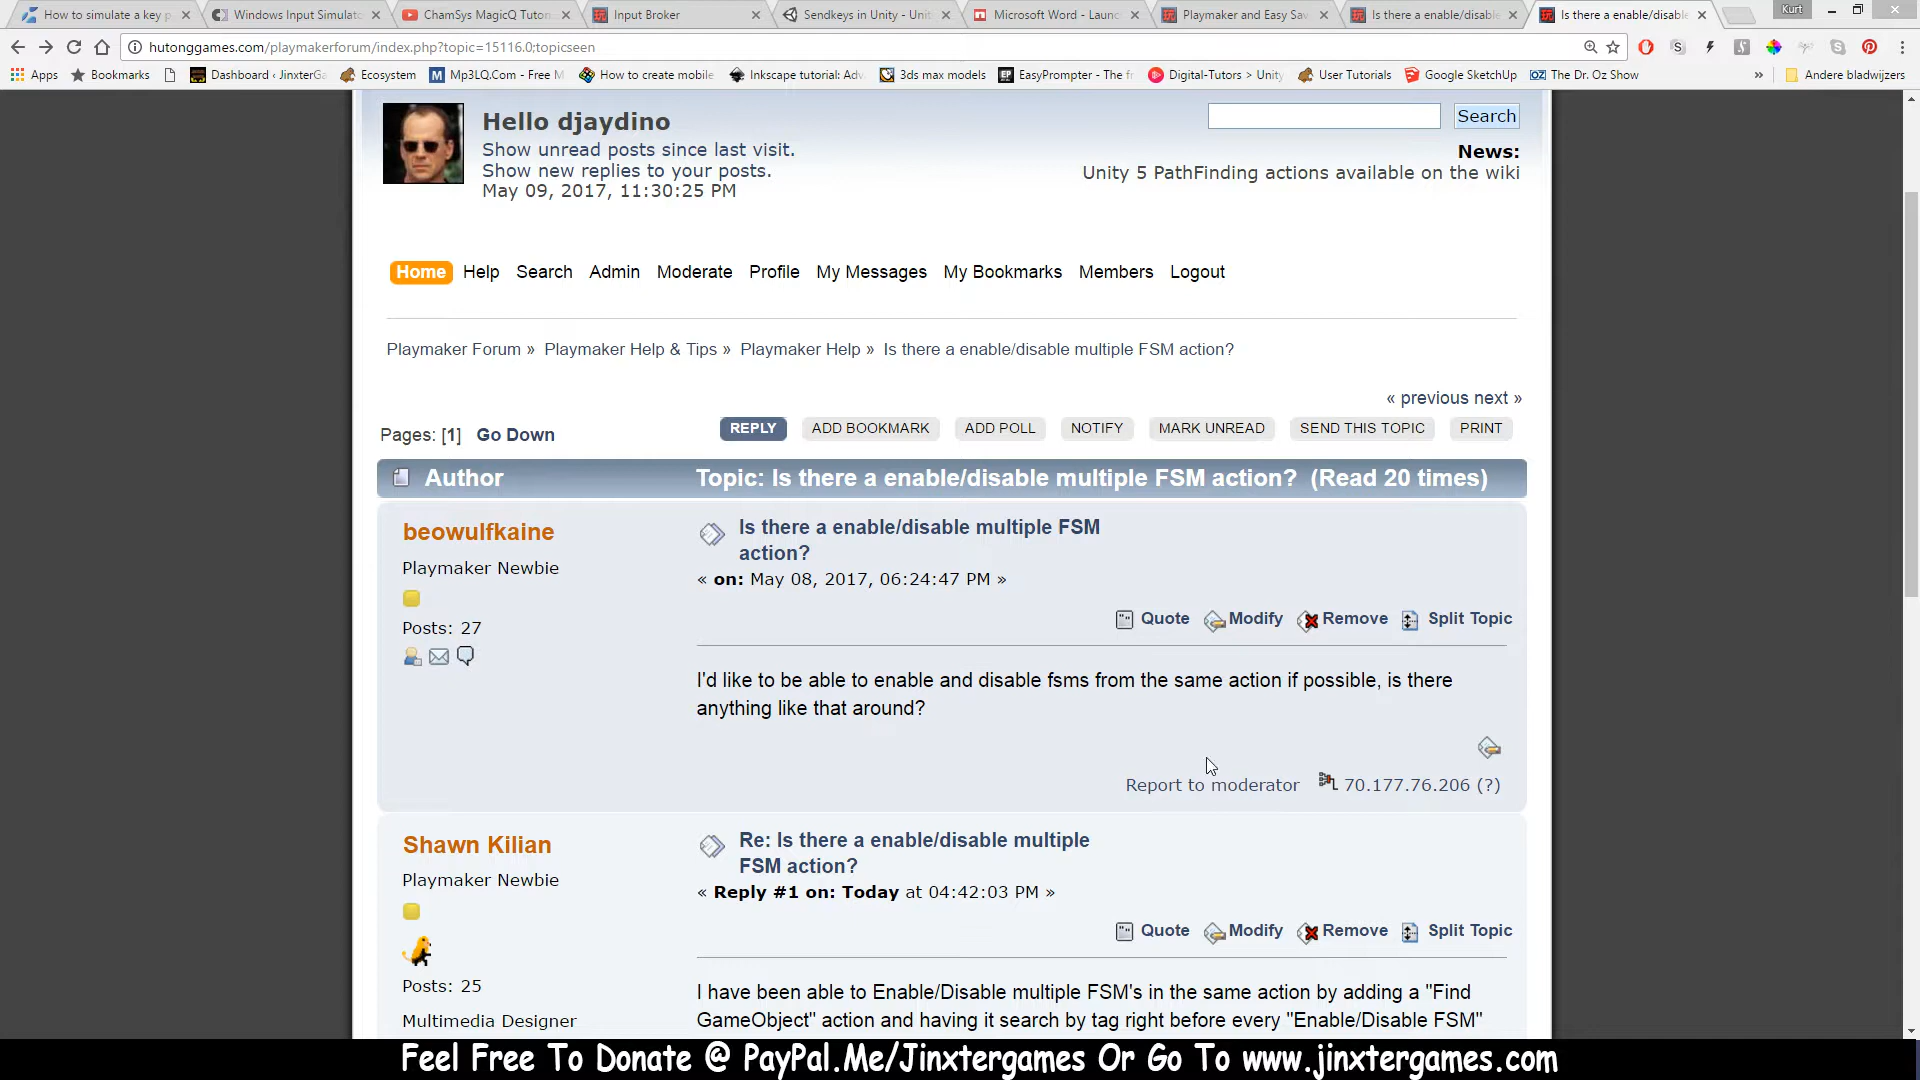 How to simulate a key p
Windows Input Simulato
ChamSys MagicQ Tuto
Input Broker
Sendkeys in Unity - Unit
Microsoft Word - Laun
Playmaker and Easy Sav
Is there a enable/disabl
Is there a enable/disabl
Kurt
hutonggames.com/playmakerforum/index.php?topic=15116.0;topicseen
Apps
Bookmarks
Dashboard ‹ JinxterGa
Ecosystem
Mp3LQ.Com - Free M
How to create mobile
Inkscape tutorial: Adv
3ds max models
EasyPrompter - The fr
Digital-Tutors > Unity
User Tutorials
Google SketchUp
The Dr. Oz Show
»
Andere bladwijzers
Hello djaydino
Show unread posts since last visit.
Show new replies to your posts.
May 09, 2017, 11:30:25 PM
Search
News:
Unity 5 PathFinding actions available on the wiki
Home Help Search Admin Moderate Profile My Messages My Bookmarks Members Logout
Playmaker Forum » Playmaker Help & Tips » Playmaker Help » Is there a enable/disable multiple FSM action?
« previous next »
Pages: [1] Go Down
REPLY ADD BOOKMARK ADD POLL NOTIFY MARK UNREAD SEND THIS TOPIC PRINT
Author
Topic: Is there a enable/disable multiple FSM action? (Read 20 times)
beowulfkaine
Playmaker Newbie
Posts: 27
Is there a enable/disable multiple FSM
action?
« on: May 08, 2017, 06:24:47 PM »
Quote Modify Remove Split Topic
I'd like to be able to enable and disable fsms from the same action if possible, is there
anything like that around?
Report to moderator 70.177.76.206 (?)
Shawn Kilian
Playmaker Newbie
Posts: 25
Multimedia Designer
Re: Is there a enable/disable multiple
FSM action?
« Reply #1 on: Today at 04:42:03 PM »
Quote Modify Remove Split Topic
I have been able to Enable/Disable multiple FSM's in the same action by adding a "Find
GameObject" action and having it search by tag right before every "Enable/Disable FSM"
Feel Free To Donate @ PayPal.Me/Jinxtergames Or Go To www.jinxtergames.com